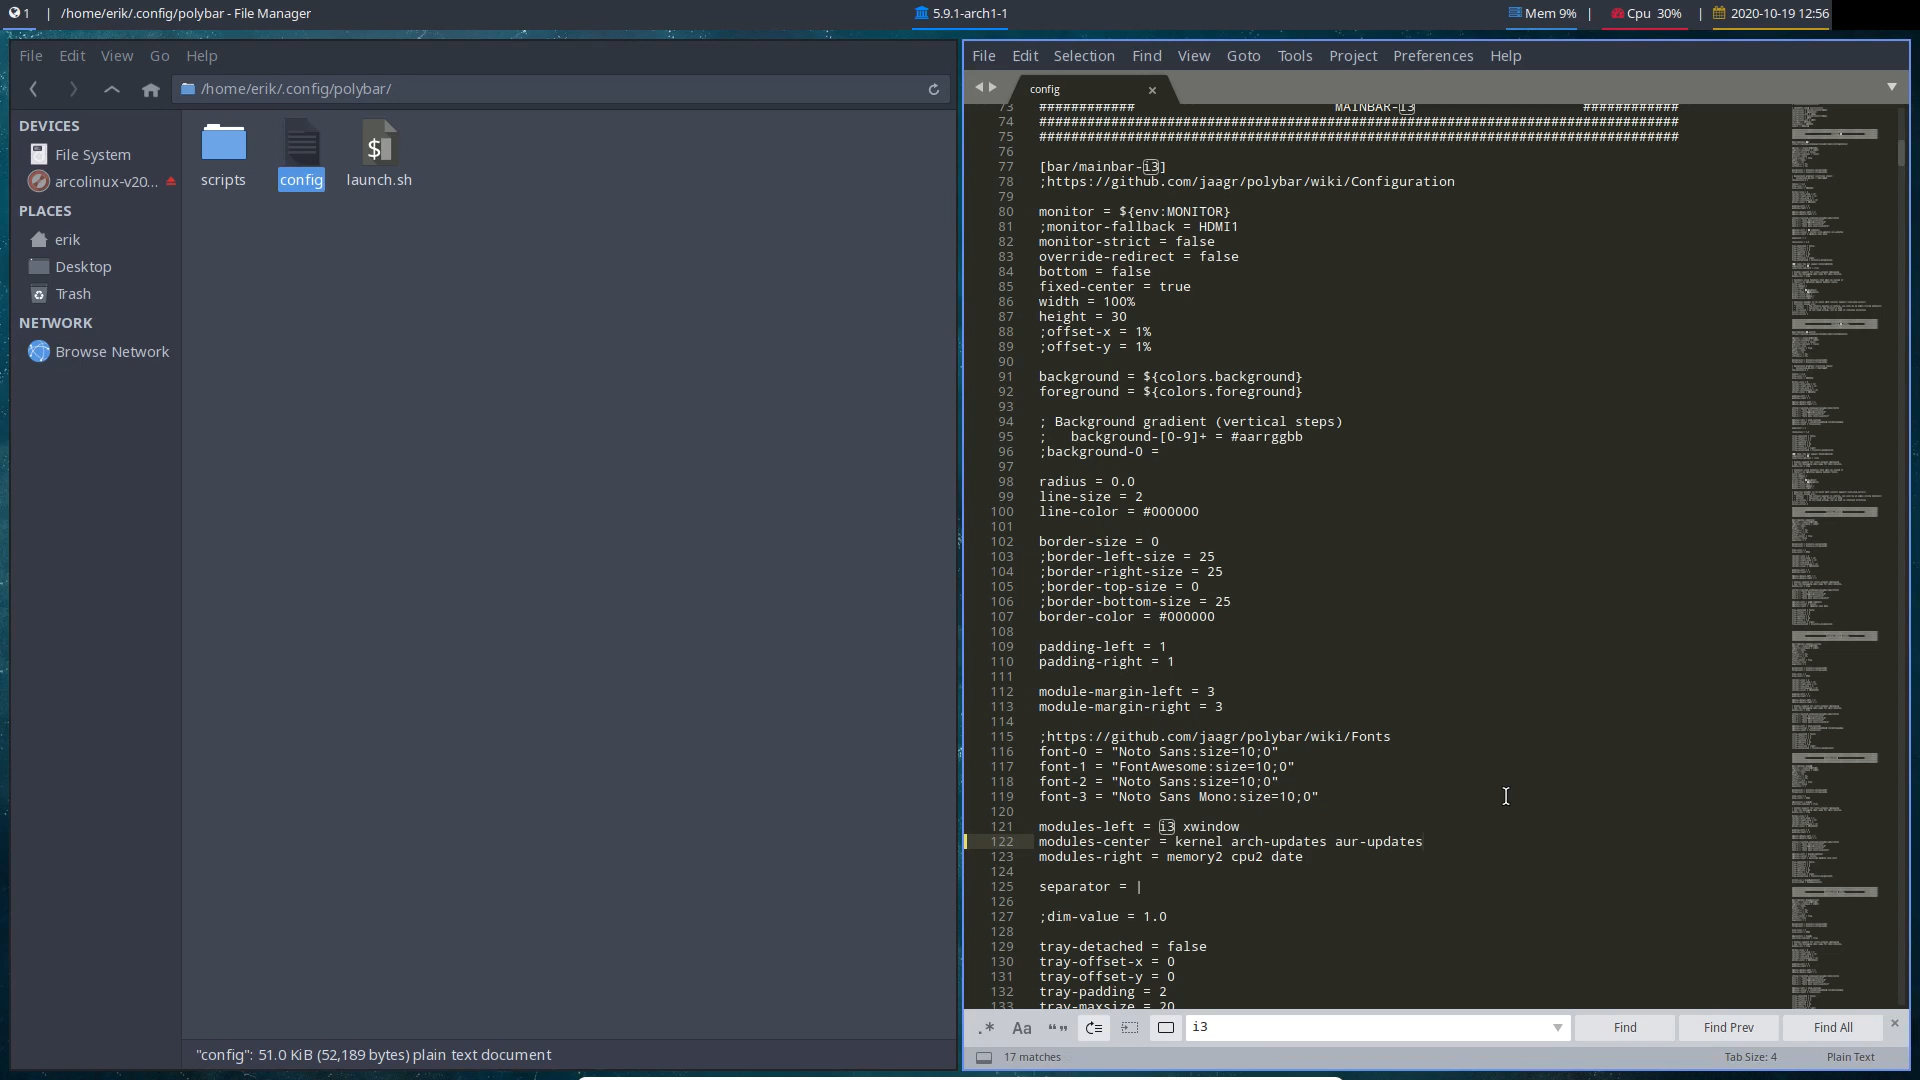 1 | /home/erik/.config/polybar - File Manager
5.9.1-arch1-1
Mem 9% | Cpu 30% | 2020-10-19 12:56
File Edit View Go Help
/home/erik/.config/polybar/
DEVICES
File System
arcolinux-v20...
PLACES
erik
Desktop
Trash
NETWORK
Browse Network
scripts
config
launch.sh
"config": 51.0 KiB (52,189 bytes) plain text document
File Edit Selection Find View Goto Tools Project Preferences Help
config
73 ############ MAINBAR-i3 ############
74 ################################################################################
75 ################################################################################
76
77 [bar/mainbar-i3]
78 ;https://github.com/jaagr/polybar/wiki/Configuration
79
80 monitor = ${env:MONITOR}
81 ;monitor-fallback = HDMI1
82 monitor-strict = false
83 override-redirect = false
84 bottom = false
85 fixed-center = true
86 width = 100%
87 height = 30
88 ;offset-x = 1%
89 ;offset-y = 1%
90
91 background = ${colors.background}
92 foreground = ${colors.foreground}
93
94 ; Background gradient (vertical steps)
95 ;   background-[0-9]+ = #aarrggbb
96 ;background-0 =
97
98 radius = 0.0
99 line-size = 2
100 line-color = #000000
101
102 border-size = 0
103 ;border-left-size = 25
104 ;border-right-size = 25
105 ;border-top-size = 0
106 ;border-bottom-size = 25
107 border-color = #000000
108
109 padding-left = 1
110 padding-right = 1
111
112 module-margin-left = 3
113 module-margin-right = 3
114
115 ;https://github.com/jaagr/polybar/wiki/Fonts
116 font-0 = "Noto Sans:size=10;0"
117 font-1 = "FontAwesome:size=10;0"
118 font-2 = "Noto Sans:size=10;0"
119 font-3 = "Noto Sans Mono:size=10;0"
120
121 modules-left = i3 xwindow
122 modules-center = kernel arch-updates aur-updates
123 modules-right = memory2 cpu2 date
124
125 separator = |
126
127 ;dim-value = 1.0
128
129 tray-detached = false
130 tray-offset-x = 0
131 tray-offset-y = 0
132 tray-padding = 2
133 tray-maxsize = 20
.* Aa “” i3 Find Find Prev Find All
17 matches
Tab Size: 4 Plain Text